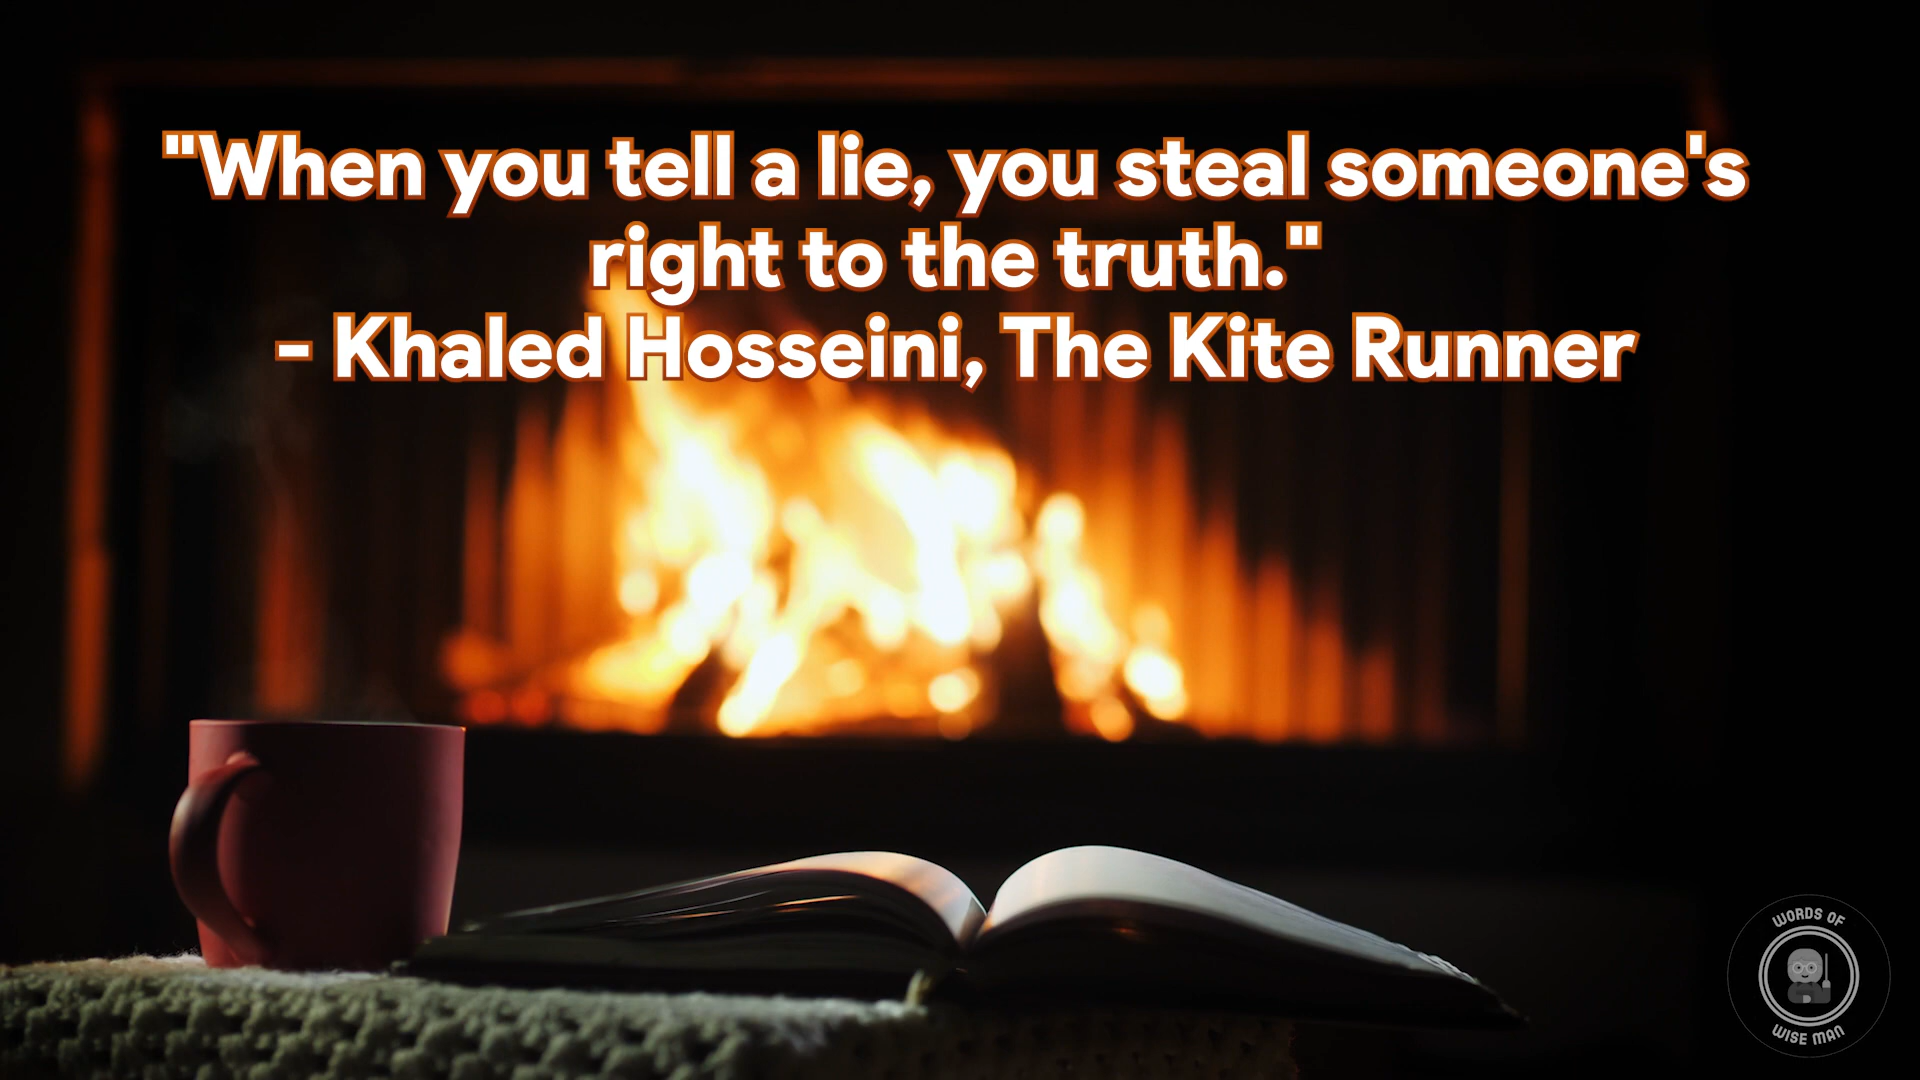 "When you tell a lie, you steal someone's
right to the truth."
- Khaled Hosseini, The Kite Runner
WORDS OF
WISE MAN